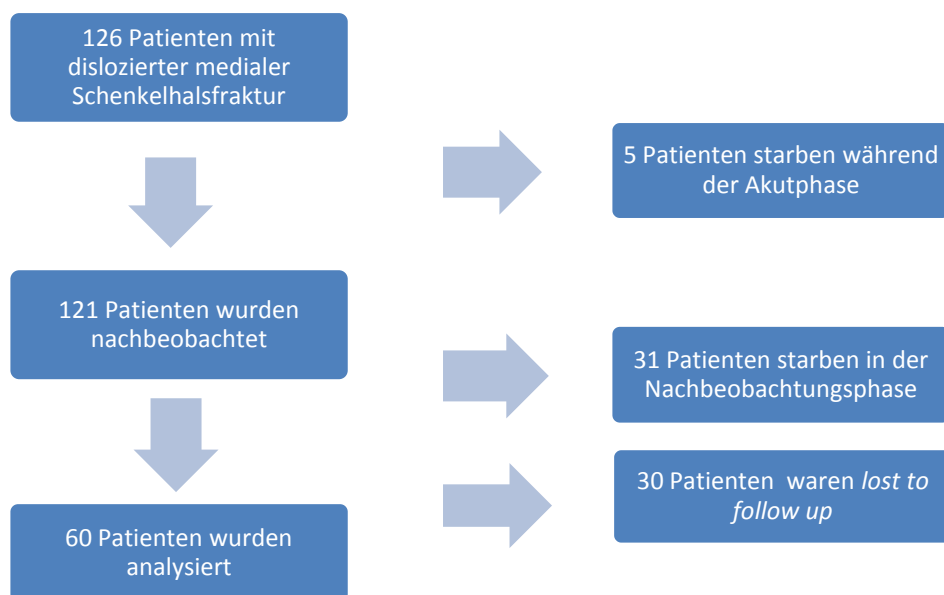 126 Patienten mit
dislozierter medialer
Schenkelhalsfraktur
5 Patienten starben während
der Akutphase
121 Patienten wurden
nachbeobachtet
31 Patienten starben in der
Nachbeobachtungsphase
30 Patienten waren lost to
follow up
60 Patienten wurden
analysiert